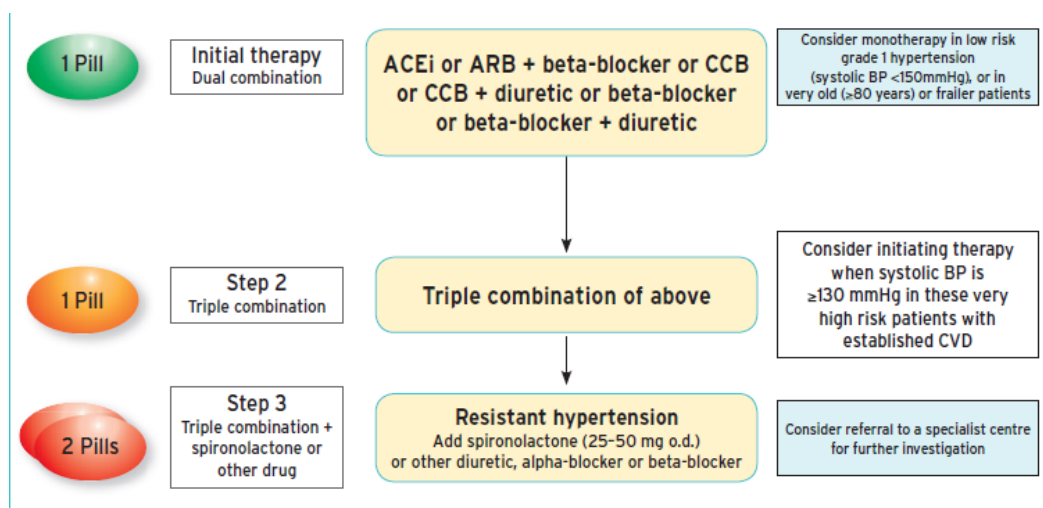 1 Pill
Initial therapy
Dual combination
ACEi or ARB + beta-blocker or CCB
or CCB + diuretic or beta-blocker
or beta-blocker + diuretic
Consider monotherapy in low risk
grade 1 hypertension
(systolic BP <150mmHg), or in
very old (≥80 years) or frailer patients
1 Pill
Step 2
Triple combination
Triple combination of above
Consider initiating therapy
when systolic BP is
≥130 mmHg in these very
high risk patients with
established CVD
2 Pills
Step 3
Triple combination +
spironolactone or
other drug
Resistant hypertension
Add spironolactone (25–50 mg o.d.)
or other diuretic, alpha-blocker or beta-blocker
Consider referral to a specialist centre
for further investigation